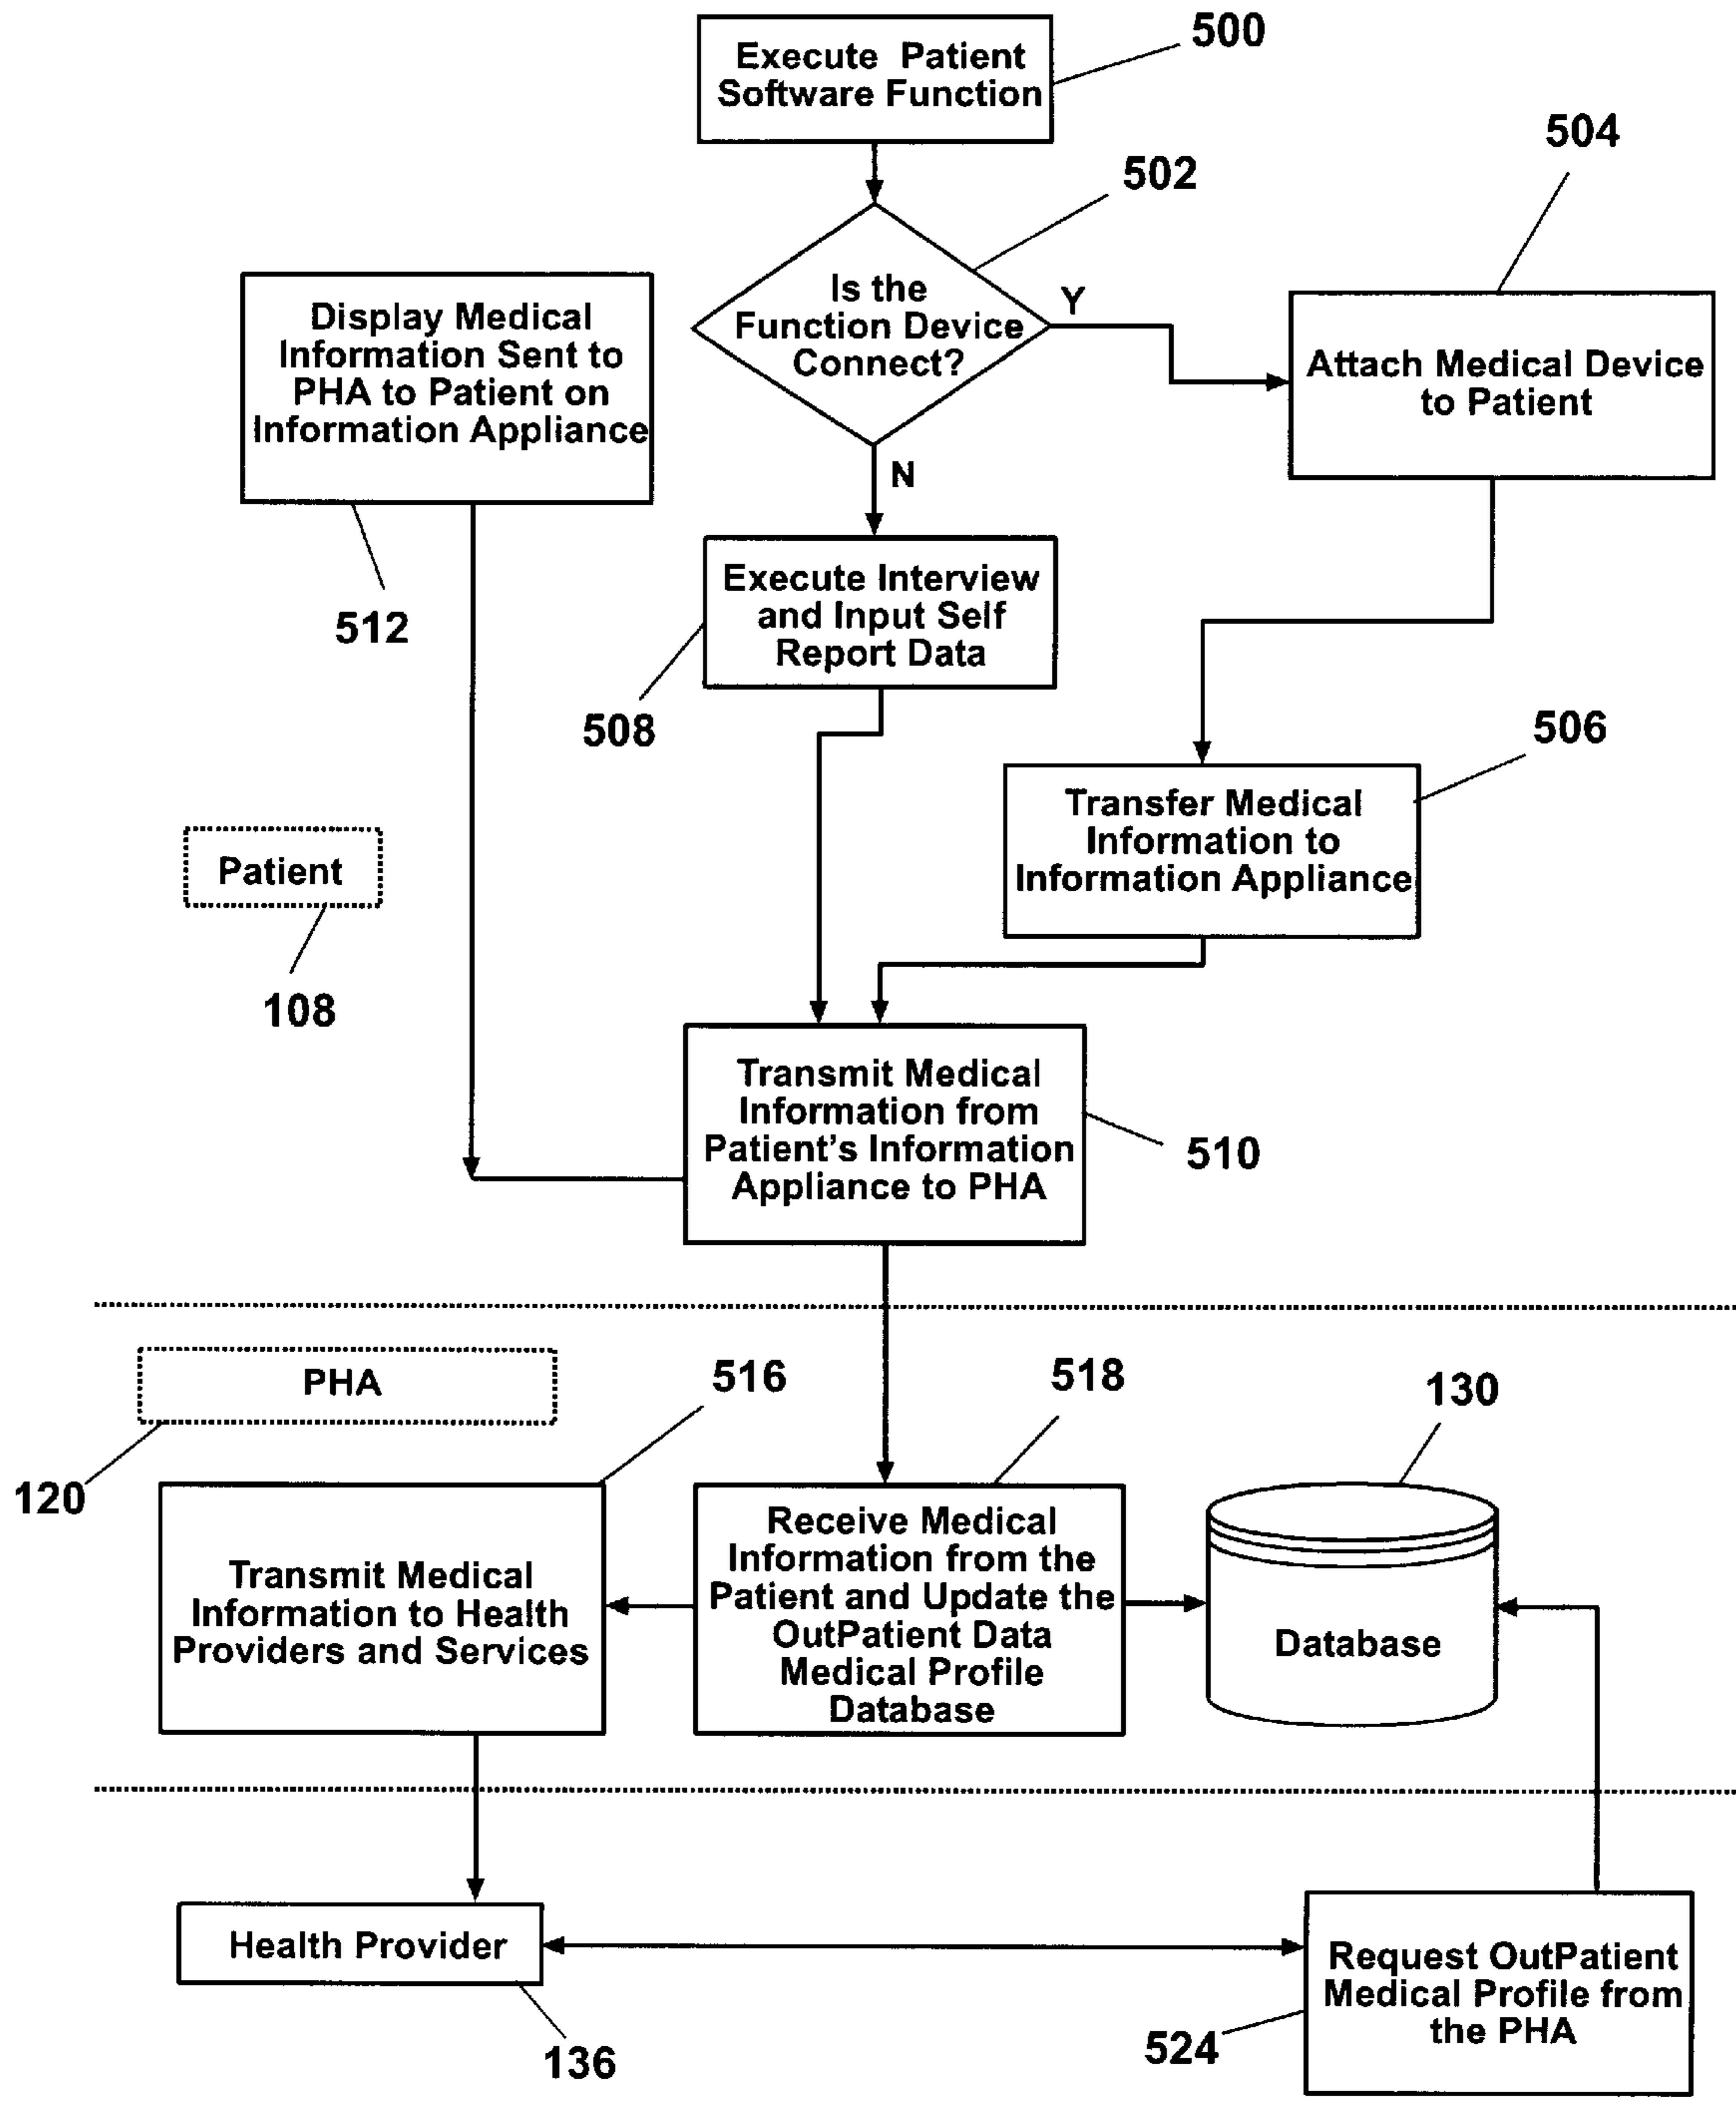 500
Execute Patient
Software Function
504
502
Is the
Function Device
Connect?
Y
N
Display Medical
Information Sent to
PHA to Patient on
Information Appliance
512
Attach Medical Device
to Patient
Execute Interview
and Input Self
Report Data
508
506
Transfer Medical
Information to
Information Appliance
Patient
108
Transmit Medical
Information from
Patient's Information
Appliance to PHA
510
PHA
120
516
518
130
Transmit Medical
Information to Health
Providers and Services
Receive Medical
Information from the
Patient and Update the
OutPatient Data
Medical Profile
Database
Database
Health Provider
136
Request OutPatient
Medical Profile from
the PHA
524